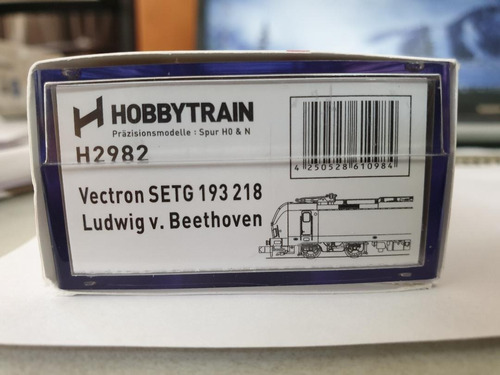 HOBBYTRAIN
Präzisionsmodelle : Spur H0 & N
H2982
4 250528 610984
Vectron SETG 193 218
Ludwig v. Beethoven